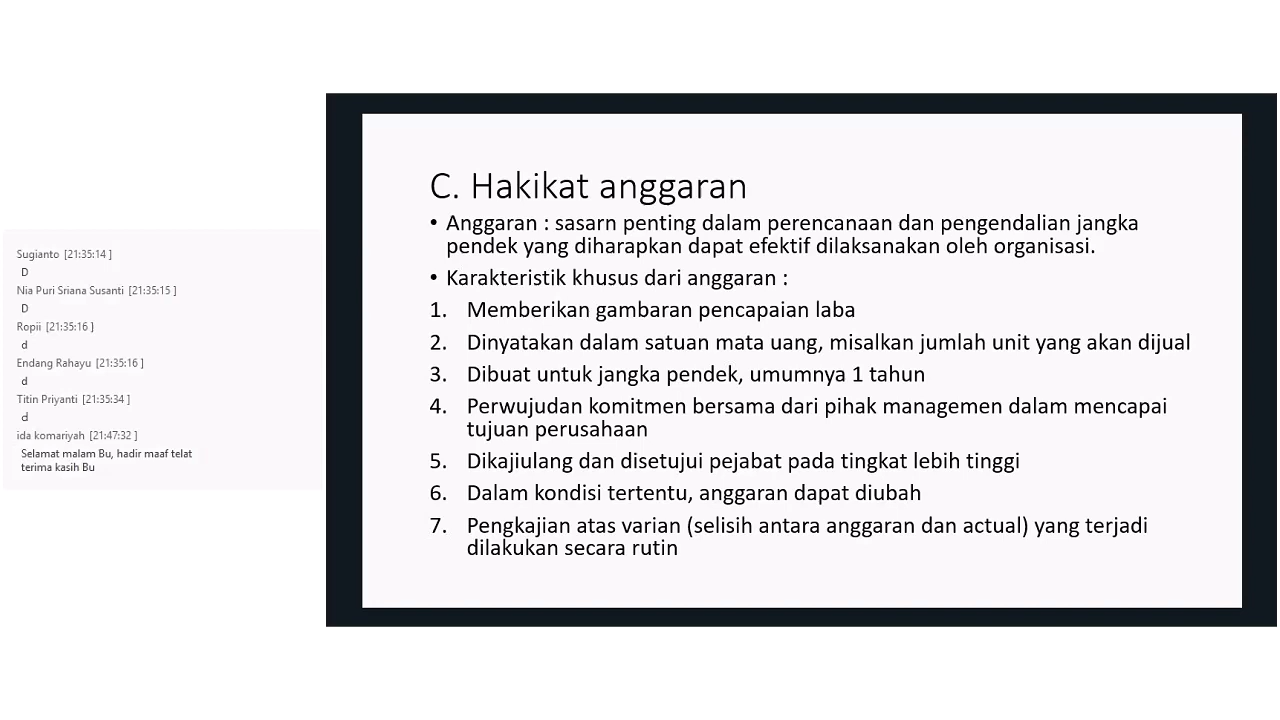 Sugianto [21:35:14 ]
D
Nia Puri Sriana Susanti [21:35:15 ]
D
Ropii [21:35:16 ]
d
Endang Rahayu [21:35:16 ]
d
Titin Priyanti [21:35:34 ]
d
ida komariyah [21:47:32 ]
Selamat malam Bu, hadir maaf telat
terima kasih Bu
C. Hakikat anggaran
• Anggaran : sasarn penting dalam perencanaan dan pengendalian jangka
pendek yang diharapkan dapat efektif dilaksanakan oleh organisasi.
• Karakteristik khusus dari anggaran :
1. Memberikan gambaran pencapaian laba
2. Dinyatakan dalam satuan mata uang, misalkan jumlah unit yang akan dijual
3. Dibuat untuk jangka pendek, umumnya 1 tahun
4. Perwujudan komitmen bersama dari pihak managemen dalam mencapai
tujuan perusahaan
5. Dikajiulang dan disetujui pejabat pada tingkat lebih tinggi
6. Dalam kondisi tertentu, anggaran dapat diubah
7. Pengkajian atas varian (selisih antara anggaran dan actual) yang terjadi
dilakukan secara rutin